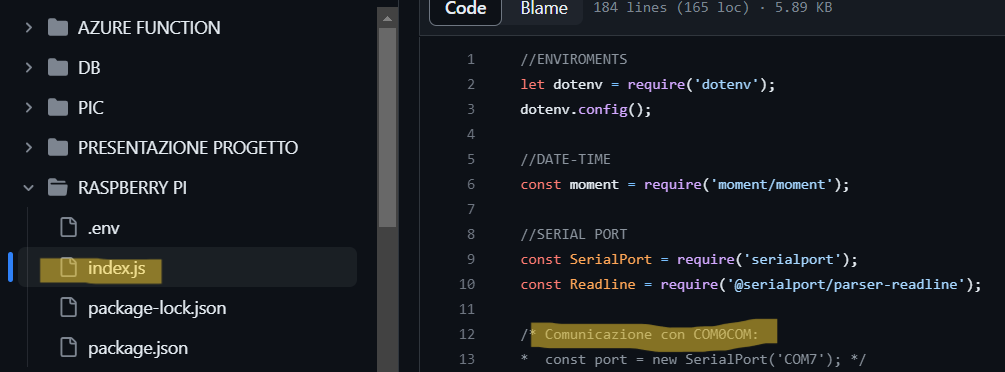 AZURE FUNCTION
DB
PIC
PRESENTAZIONE PROGETTO
RASPBERRY PI
.env
index.js
package-lock.json
package.json
Code Blame 184 lines (165 loc) · 5.89 KB
1 //ENVIROMENTS
2 let dotenv = require('dotenv');
3 dotenv.config();
4
5 //DATE-TIME
6 const moment = require('moment/moment');
7
8 //SERIAL PORT
9 const SerialPort = require('serialport');
10 const Readline = require('@serialport/parser-readline');
11
12 /* Comunicazione con COM0COM:
13 * const port = new SerialPort('COM7'); */